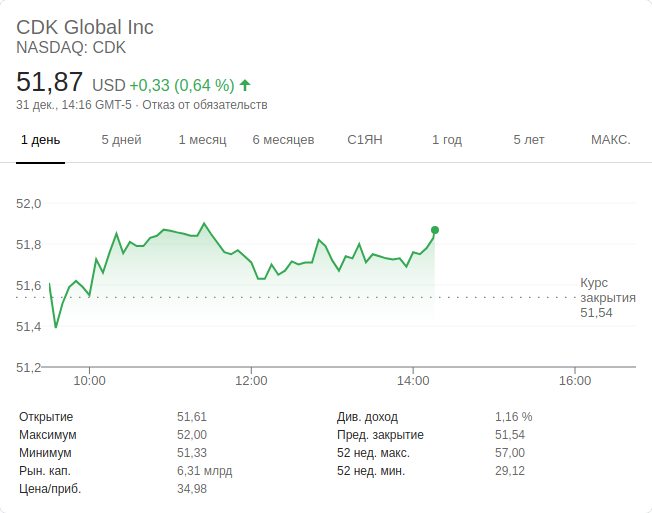 CDK Global Inc
NASDAQ: CDK
51,87 USD +0,33 (0,64 %)
31 дек., 14:16 GMT-5 · Отказ от обязательств
1 день 5 дней 1 месяц 6 месяцев С1ЯН 1 год 5 лет МАКС.
52,0
51,8
51,6
51,4
51,2
Курс
закрытия
51,54
10:00 12:00 14:00 16:00
Открытие 51,61
Максимум 52,00
Минимум 51,33
Рын. кап. 6,31 млрд
Цена/приб. 34,98
Див. доход 1,16 %
Пред. закрытие 51,54
52 нед. макс. 57,00
52 нед. мин. 29,12